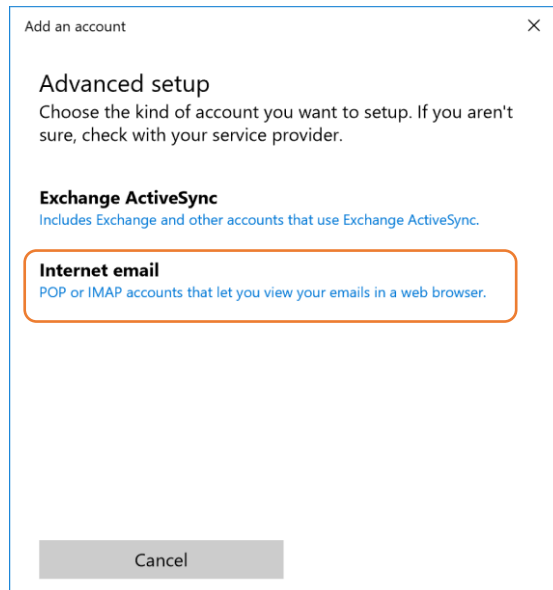 Add an account
Advanced setup
Choose the kind of account you want to setup. If you aren't
sure, check with your service provider.
Exchange ActiveSync
Includes Exchange and other accounts that use Exchange ActiveSync.
Internet email
POP or IMAP accounts that let you view your emails in a web browser.
Cancel